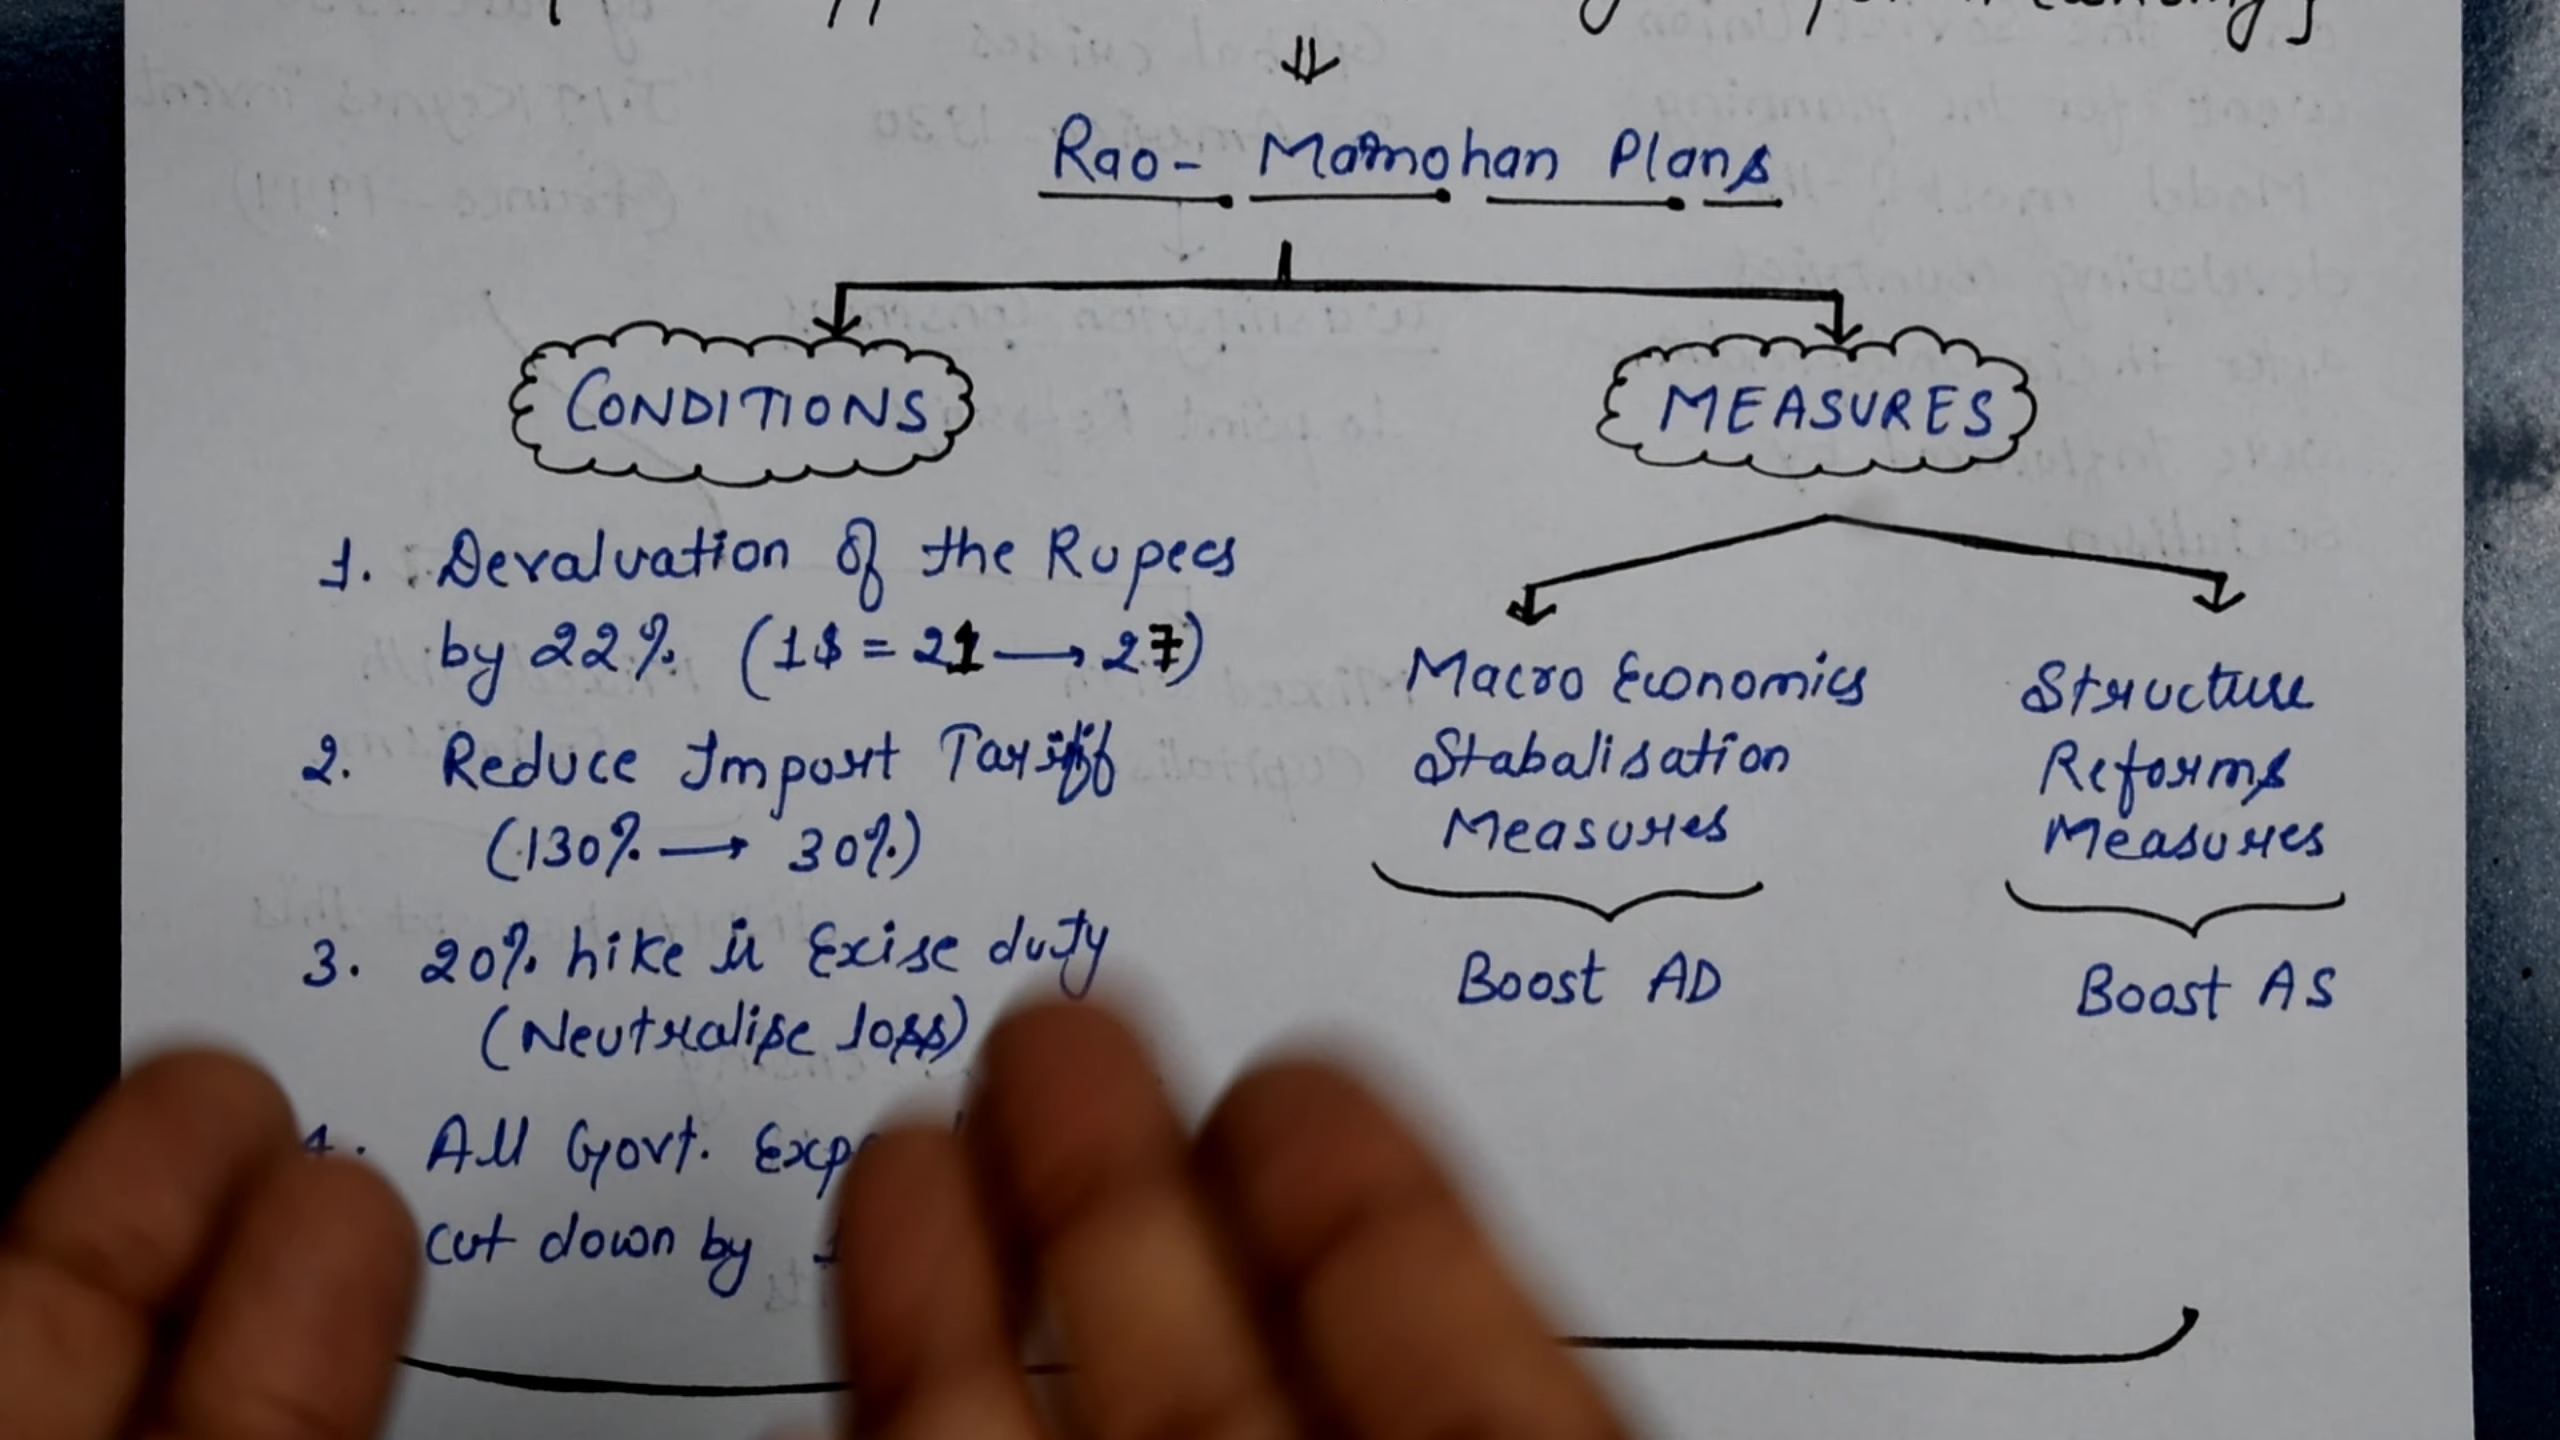 ⇓
Rao- Manmohan Plans
CONDITIONS
MEASURES
1. Devaluation of the Rupees
by 22%. (1$ = 21 → 27)
2. Reduce Import Tariff
(130% → 30%)
3. 20% hike in Exise duty
(Neutralise loss)
All Govt.
cut down by
Macro Economics
Stabalisation
Measures
Boost AD
Structure
Reforms
Measures
Boost AS